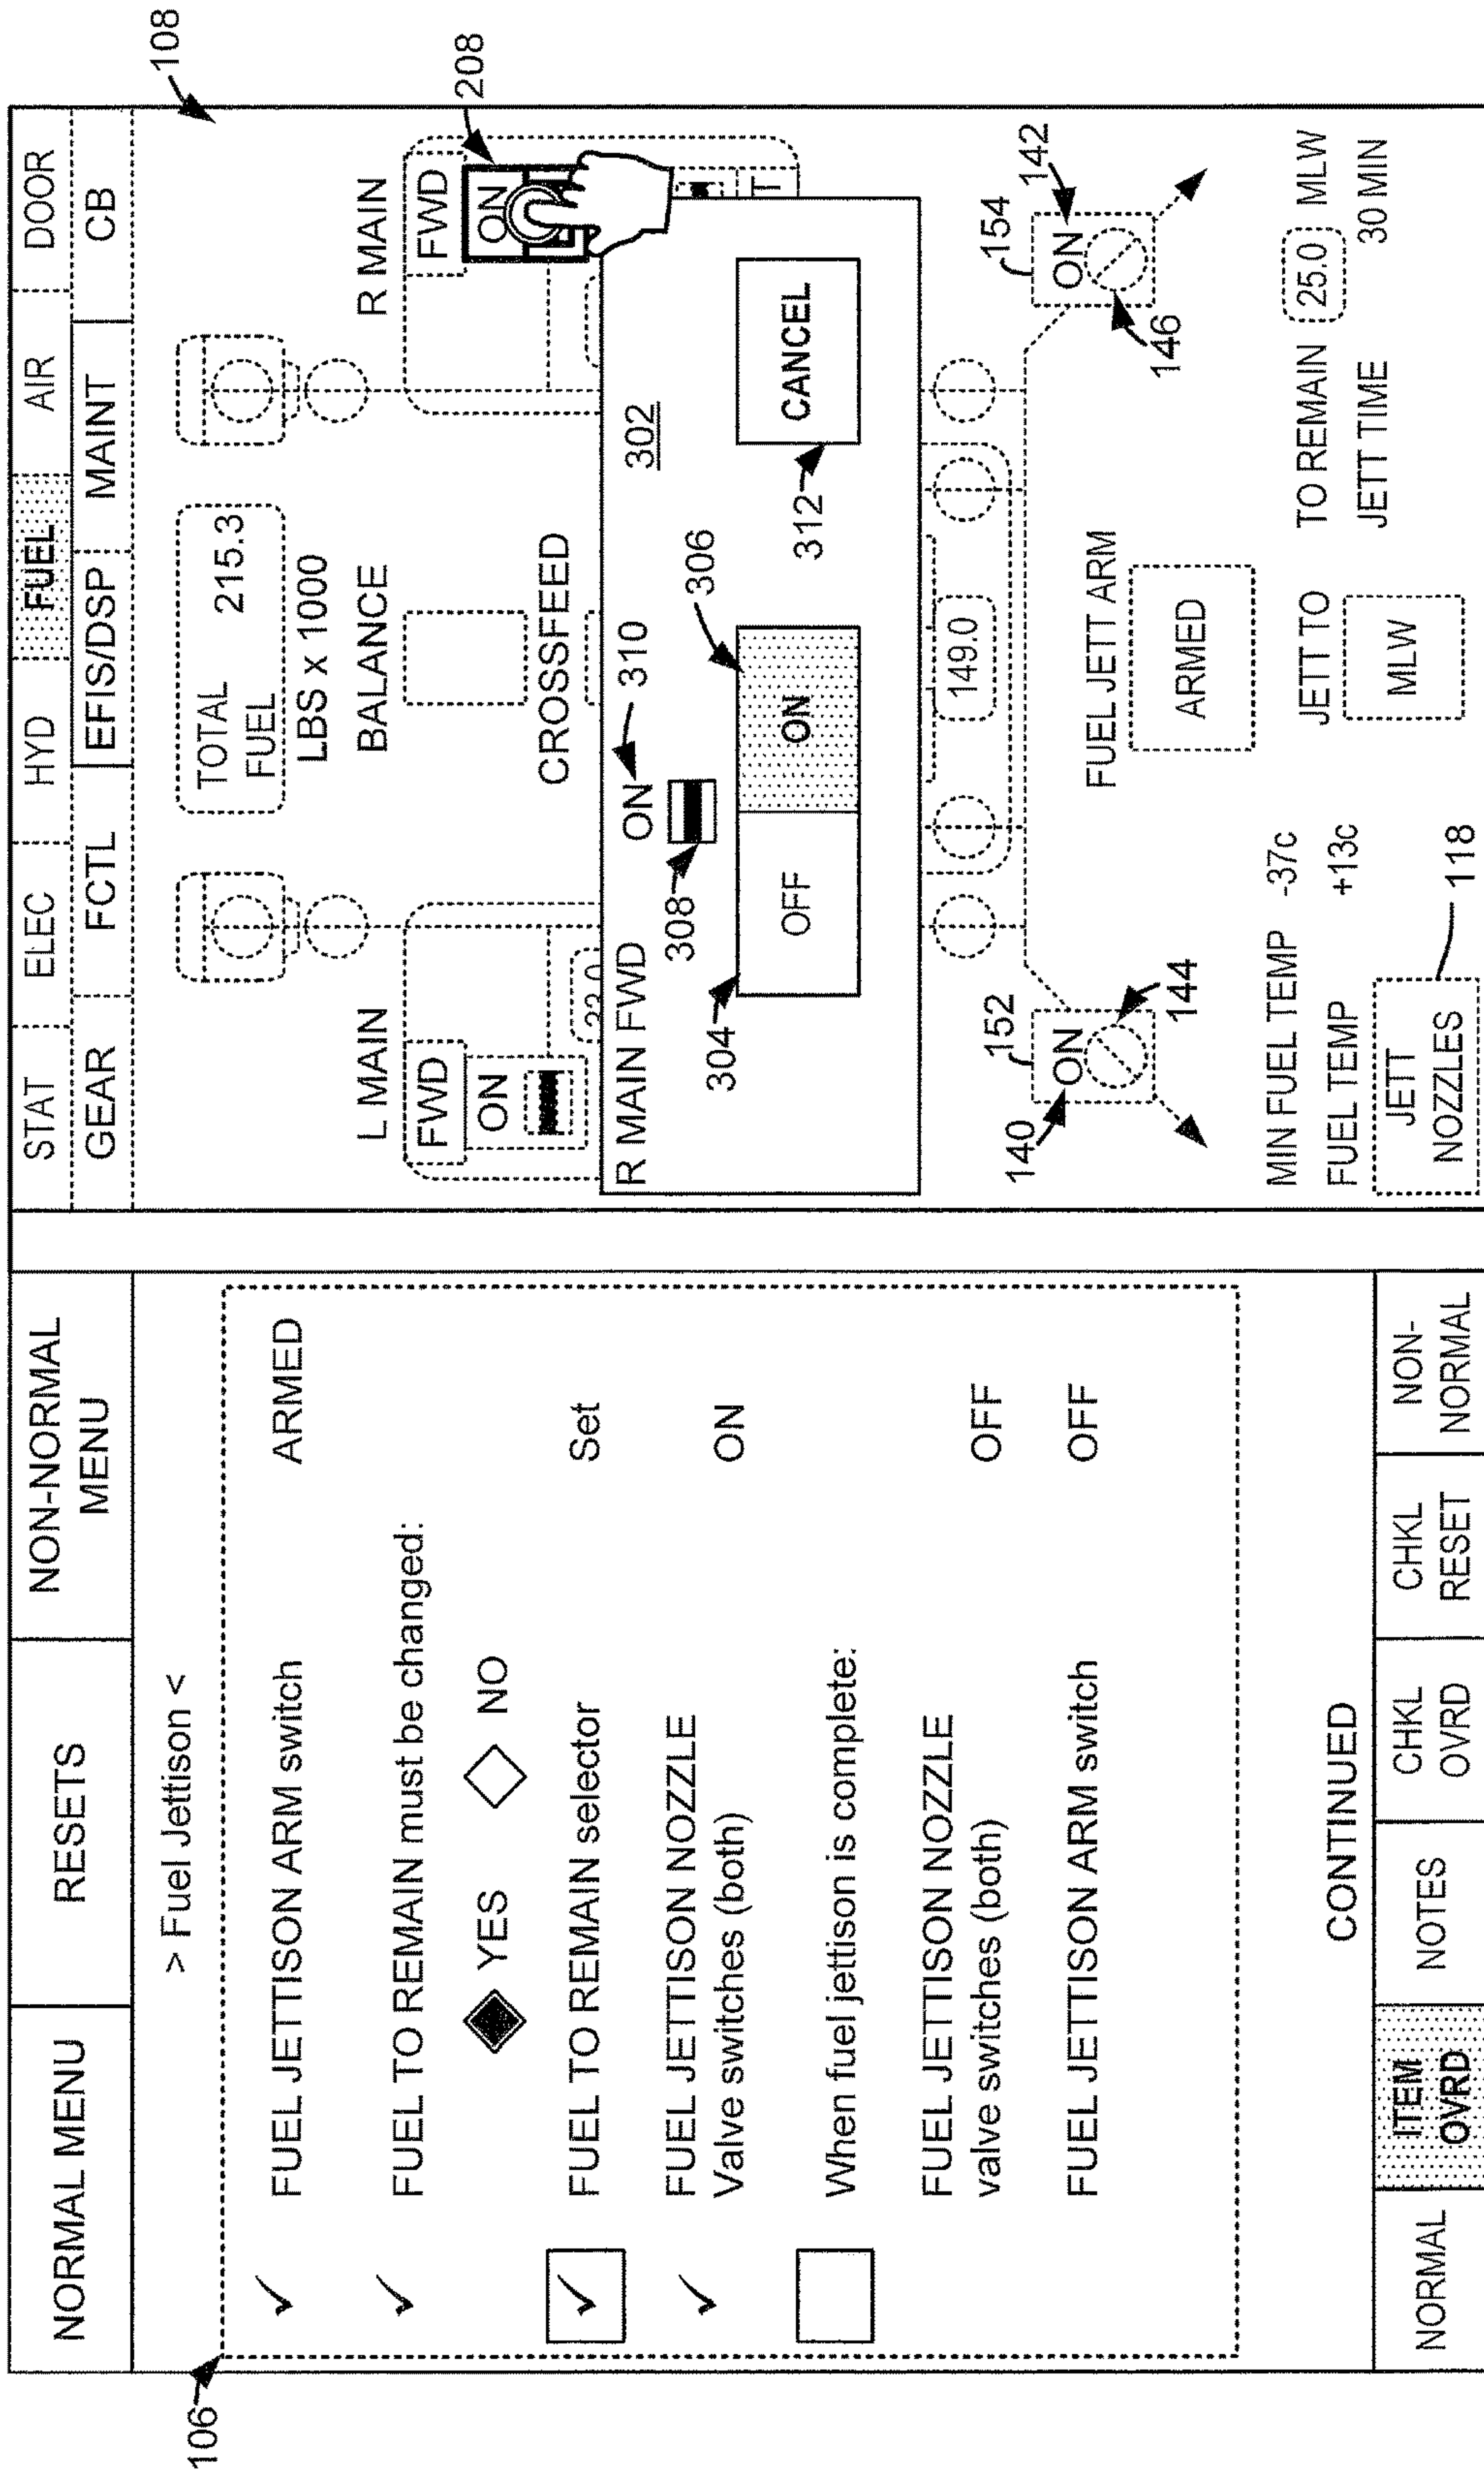 106
NORMAL MENU
RESETS
NON-NORMAL
MENU
> Fuel Jettison <
✓ FUEL JETTISON ARM switch ARMED
✓ FUEL TO REMAIN must be changed:
YES NO
✓ FUEL TO REMAIN selector Set
✓ FUEL JETTISON NOZZLE
Valve switches (both) ON
When fuel jettison is complete:
FUEL JETTISON NOZZLE
valve switches (both) OFF
FUEL JETTISON ARM switch OFF
CONTINUED
NORMAL
ITEM
OVRD
NOTES
CHKL
OVRD
CHKL
RESET
NON-
NORMAL
STAT ELEC HYD FUEL AIR DOOR
GEAR FCTL EFIS/DSP MAINT CB
108
TOTAL
FUEL 215.3
LBS x 1000
L MAIN
BALANCE
R MAIN
208
FWD
ON
FWD
ON
CROSSFEED
R MAIN FWD
ON
310
302
308
304
306
312
OFF
ON
CANCEL
149.0
152
154
140
ON
144
142
ON
146
FUEL JETT ARM
ARMED
MIN FUEL TEMP -37c
FUEL TEMP +13c
JETT TO
MLW
TO REMAIN 25.0 MLW
JETT TIME 30 MIN
JETT
NOZZLES
118